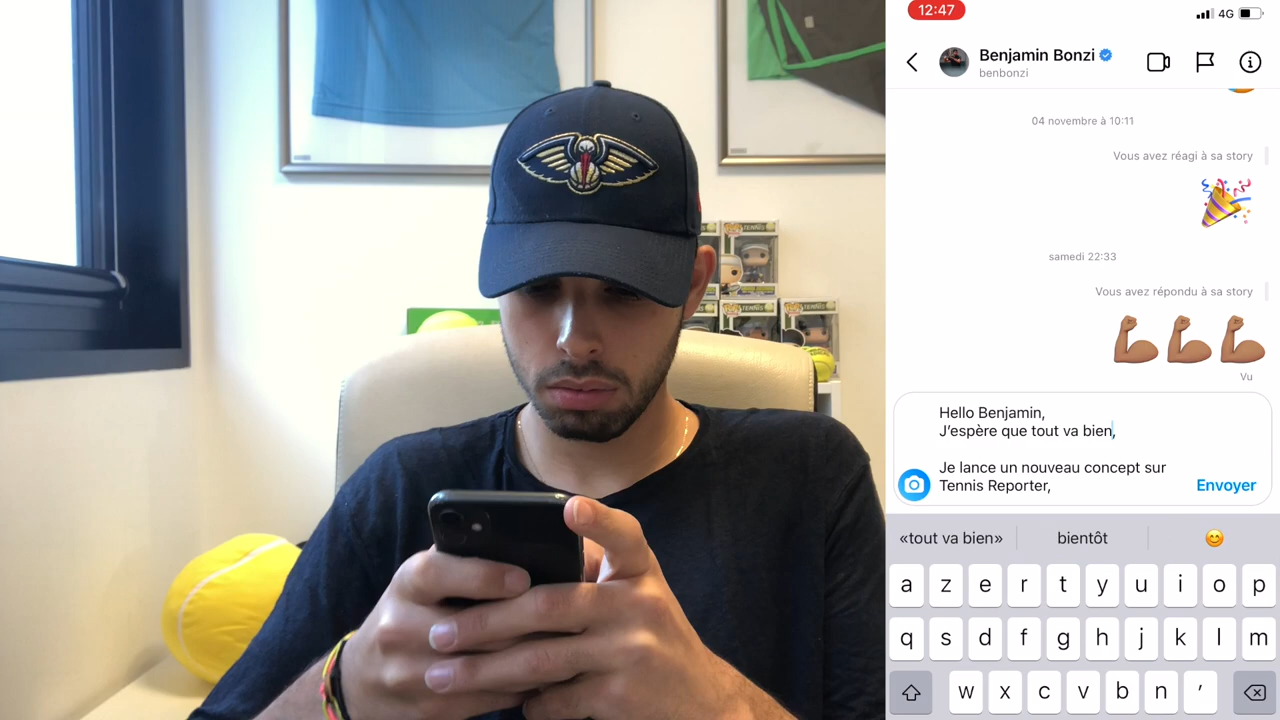 12:47
4G
Benjamin Bonzi
benbonzi
04 novembre à 10:11
Vous avez réagi à sa story
samedi 22:33
Vous avez répondu à sa story
Vu
Hello Benjamin,
J'espère que tout va bien,
Je lance un nouveau concept sur
Tennis Reporter,
Envoyer
«tout va bien» bientôt
a z e r t y u i o p
q s d f g h j k l m
w x c v b n ’